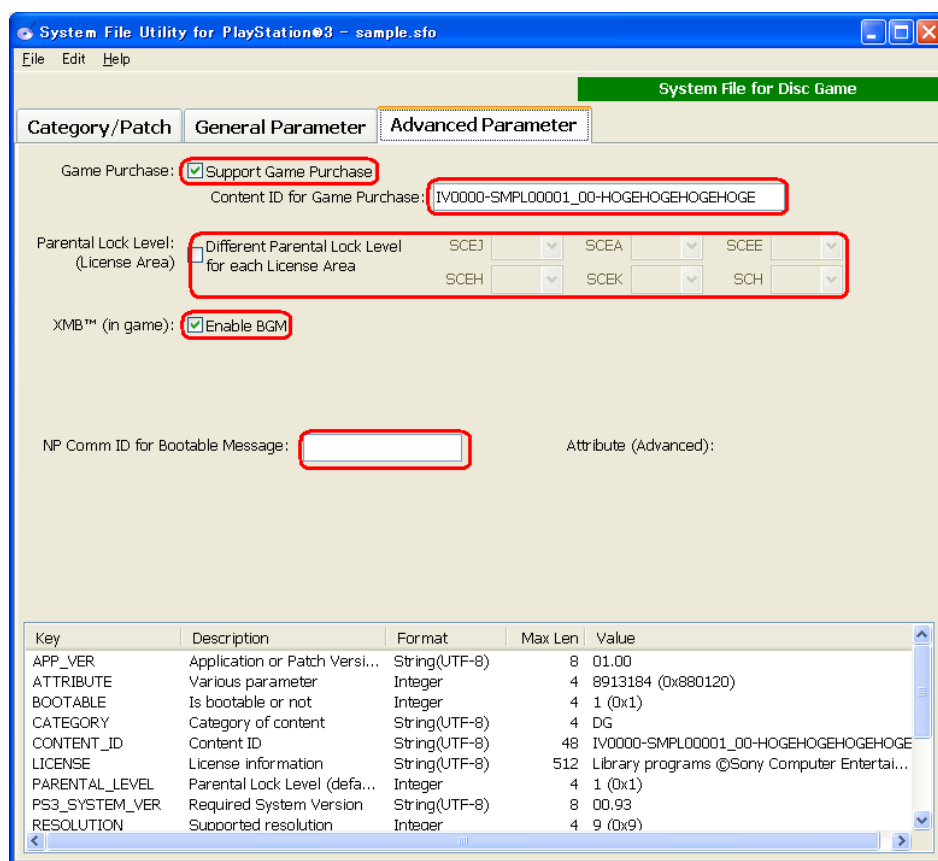 System File Utility for PlayStation®3 - sample.sfo
File Edit Help
System File for Disc Game
Category/Patch General Parameter Advanced Parameter
Game Purchase: Support Game Purchase
Content ID for Game Purchase: IV0000-SMPL00001_00-HOGEHOGEHOGEHOGE
Parental Lock Level: Different Parental Lock Level SCEJ SCEA SCEE
(License Area) for each License Area SCEH SCEK SCH
XMB™ (in game): Enable BGM
NP Comm ID for Bootable Message: Attribute (Advanced):
Key Description Format Max Len Value
APP_VER Application or Patch Versi... String(UTF-8) 8 01.00
ATTRIBUTE Various parameter Integer 4 8913184 (0x880120)
BOOTABLE Is bootable or not Integer 4 1 (0x1)
CATEGORY Category of content String(UTF-8) 4 DG
CONTENT_ID Content ID String(UTF-8) 48 IV0000-SMPL00001_00-HOGEHOGEHOGEHOGE
LICENSE License information String(UTF-8) 512 Library programs ©Sony Computer Entertai...
PARENTAL_LEVEL Parental Lock Level (defa... Integer 4 1 (0x1)
PS3_SYSTEM_VER Required System Version String(UTF-8) 8 00.93
RESOLUTION Supported resolution Integer 4 9 (0x9)